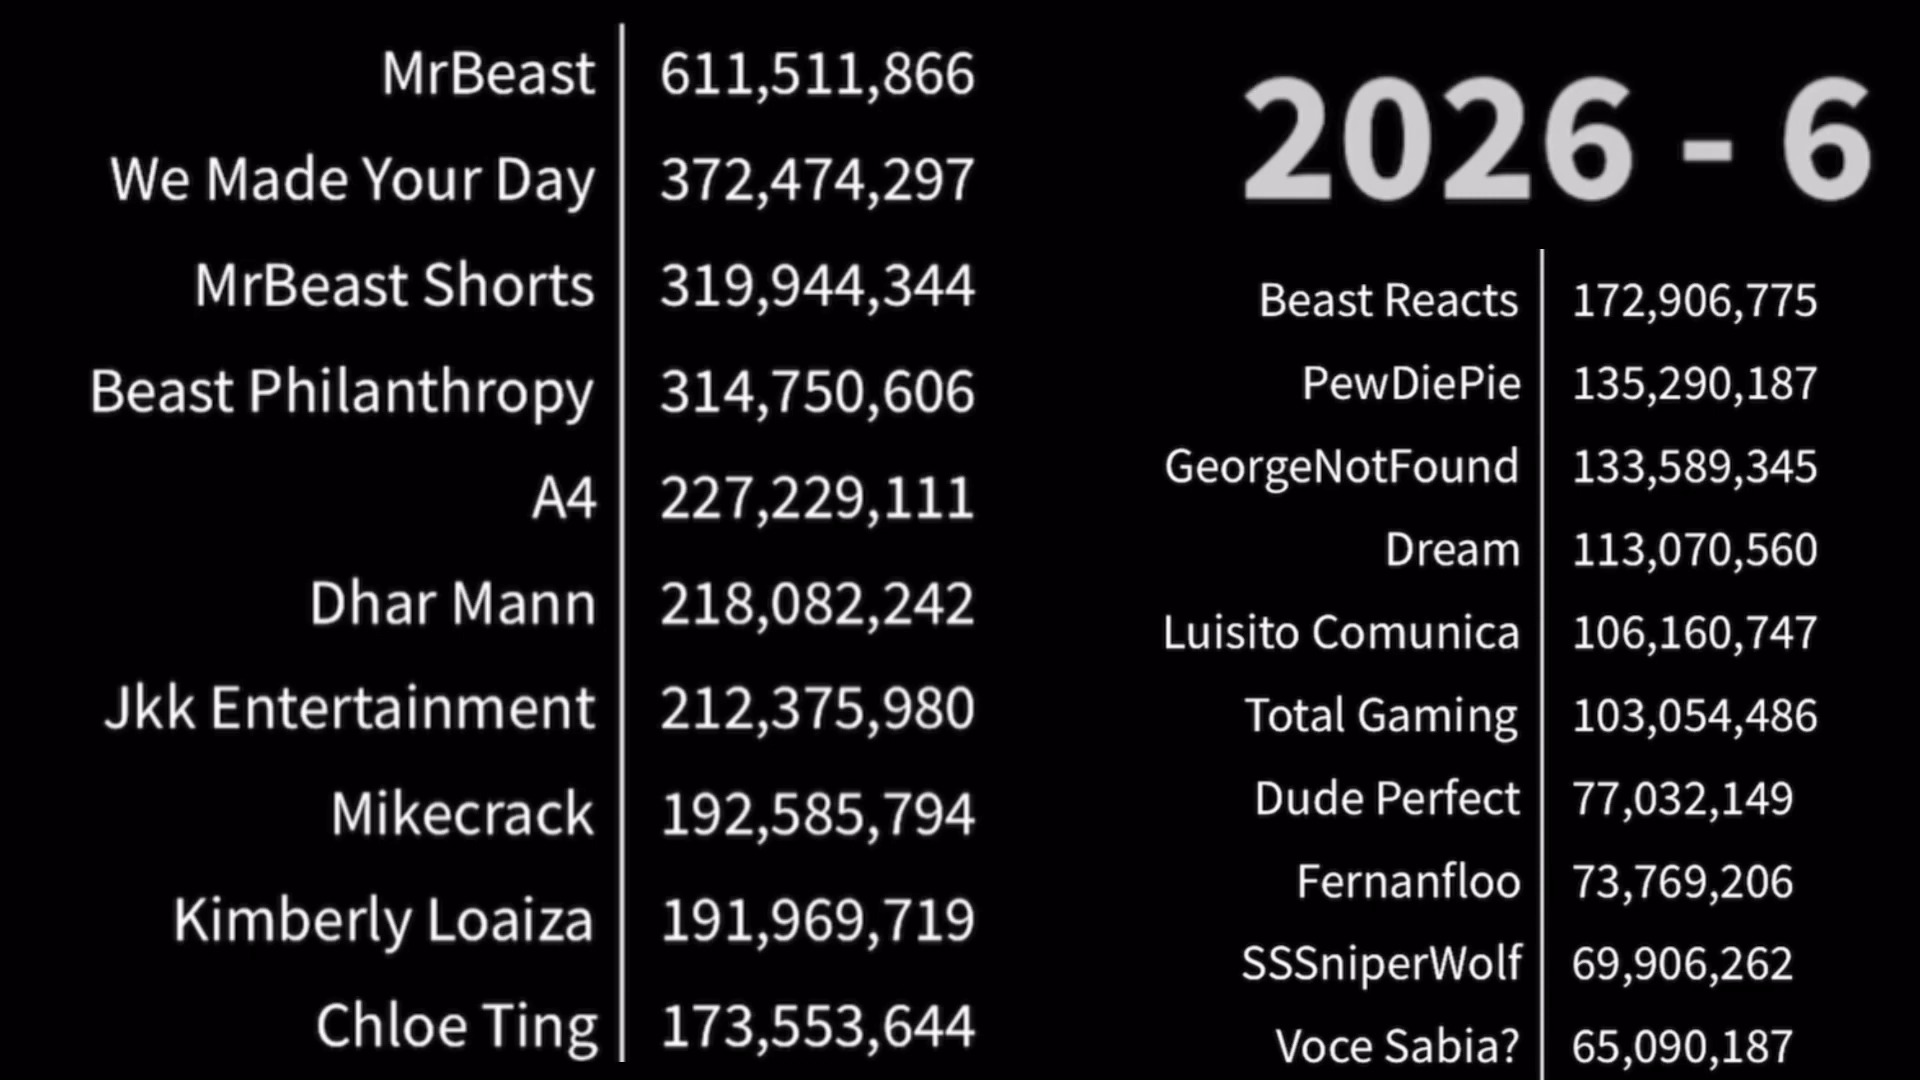 MrBeast 611,511,866
We Made Your Day 372,474,297
MrBeast Shorts 319,944,344
Beast Philanthropy 314,750,606
A4 227,229,111
Dhar Mann 218,082,242
Jkk Entertainment 212,375,980
Mikecrack 192,585,794
Kimberly Loaiza 191,969,719
Chloe Ting 173,553,644
2026 - 6
Beast Reacts 172,906,775
PewDiePie 135,290,187
GeorgeNotFound 133,589,345
Dream 113,070,560
Luisito Comunica 106,160,747
Total Gaming 103,054,486
Dude Perfect 77,032,149
Fernanfloo 73,769,206
SSSniperWolf 69,906,262
Voce Sabia? 65,090,187